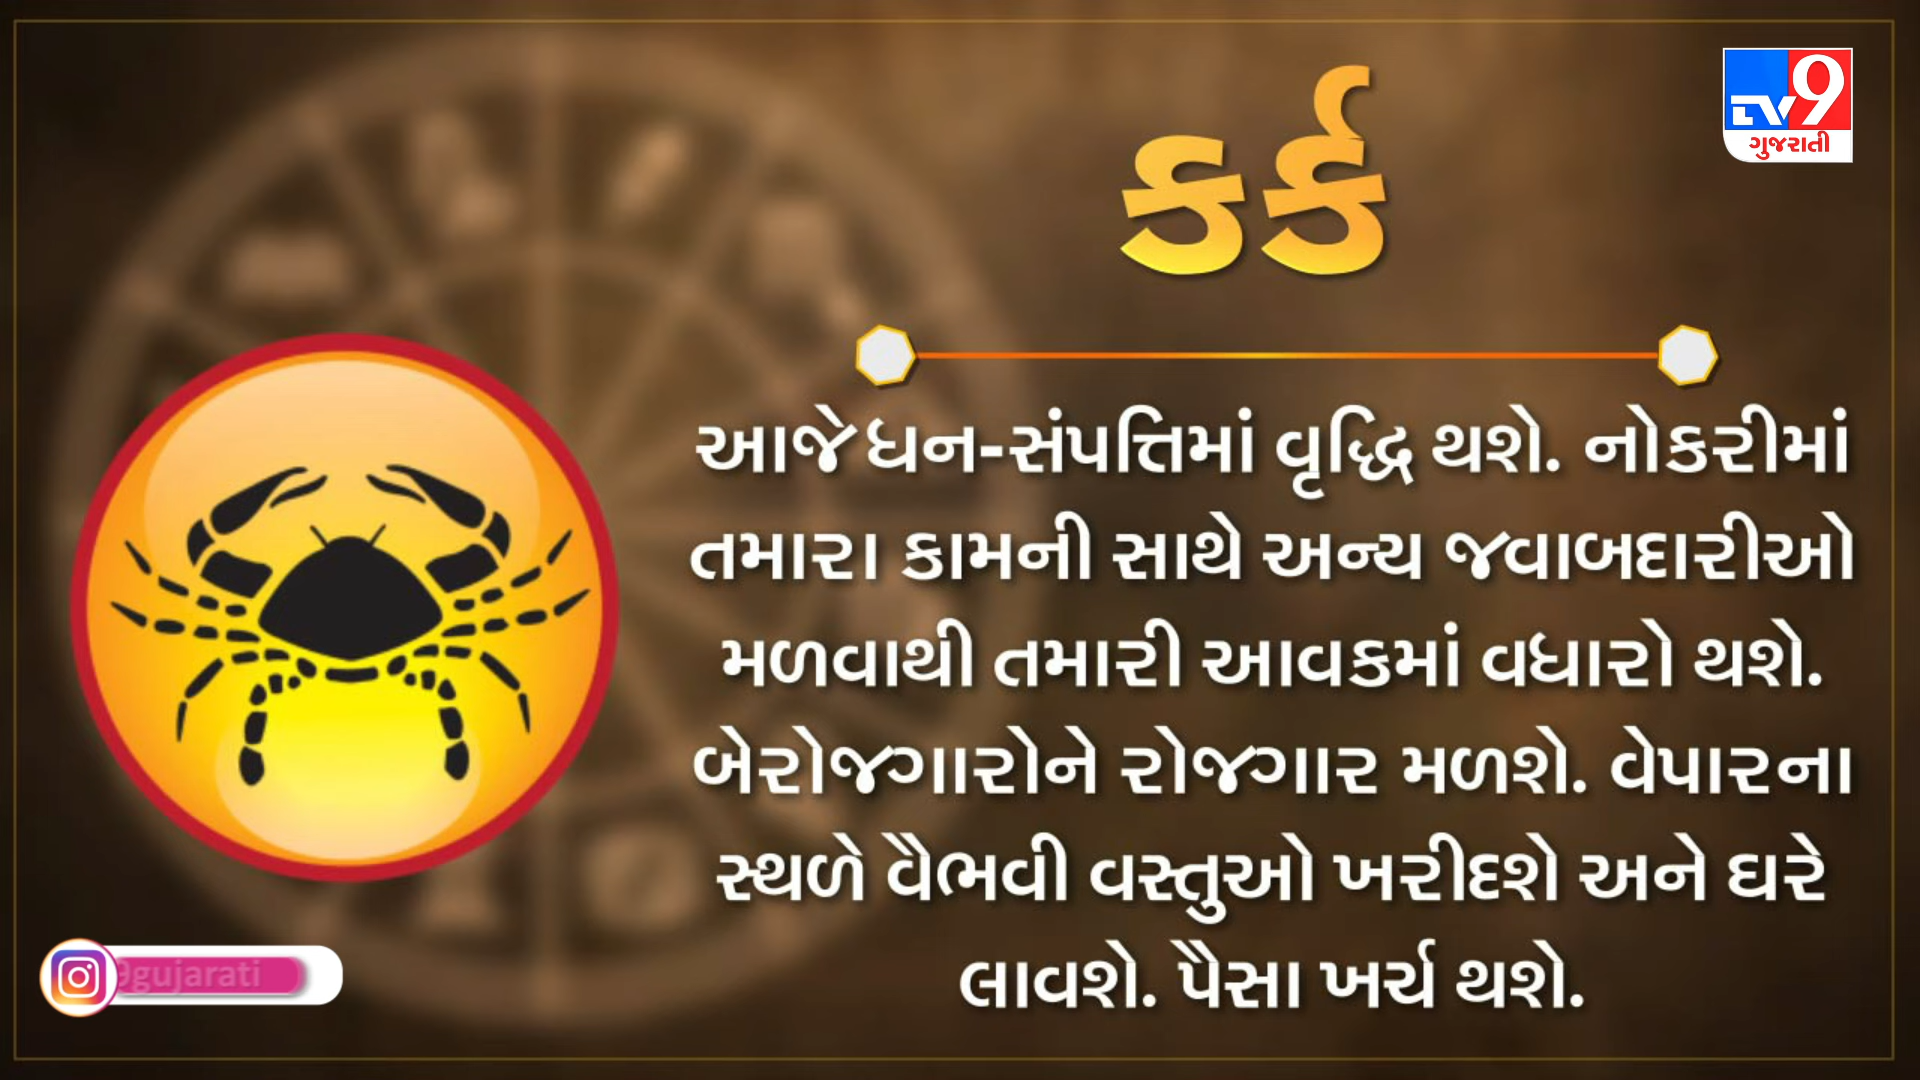 કર્ક
TV9
ગુજરાતી
આજે ધન-સંપત્તિમાં વૃદ્ધિ થશે. નોકરીમાં
તમારા કામની સાથે અન્ય જવાબદારીઓ
મળવાથી તમારી આવકમાં વધારો થશે.
બેરોજગારોને રોજગાર મળશે. વેપારના
સ્થળે વૈભવી વસ્તુઓ ખરીદશે અને ઘરે
લાવશે. પૈસા ખર્ચ થશે.
9gujarati